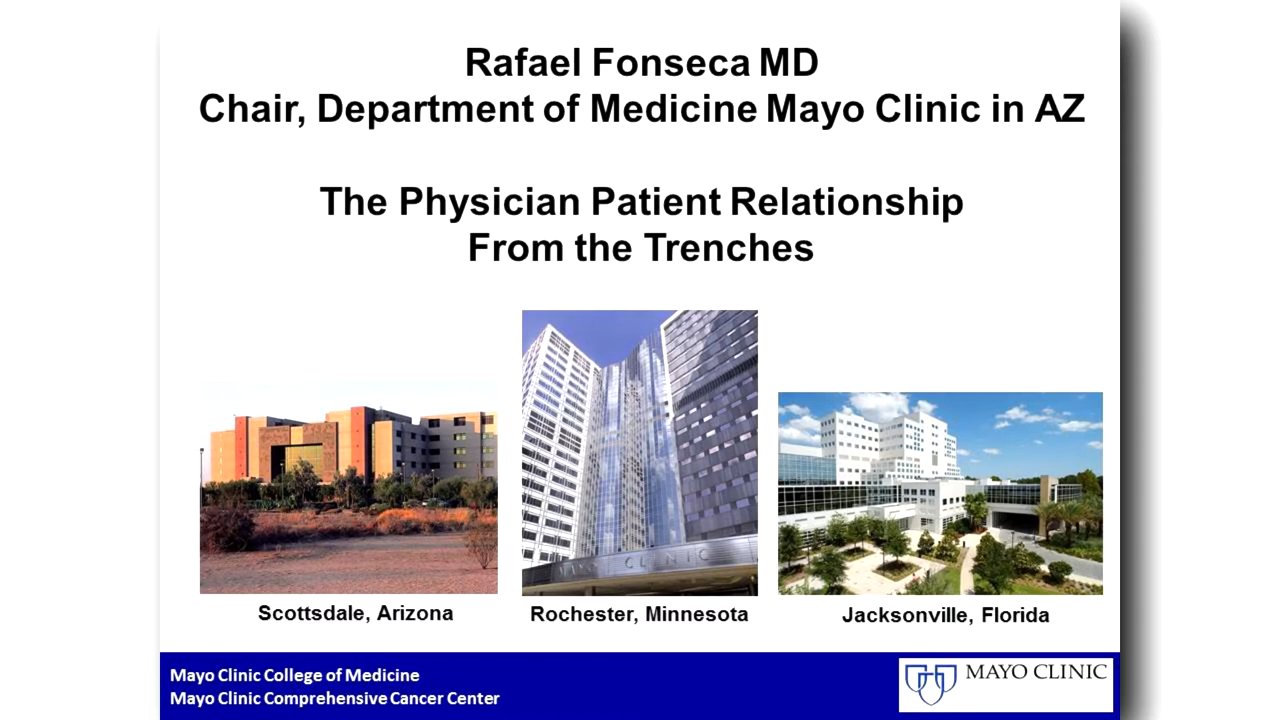 Rafael Fonseca MD
Chair, Department of Medicine Mayo Clinic in AZ
The Physician Patient Relationship
From the Trenches
CLINIC
Scottsdale, Arizona
Rochester, Minnesota
Jacksonville, Florida
Mayo Clinic College of Medicine
Mayo Clinic Comprehensive Cancer Center
MAYO CLINIC